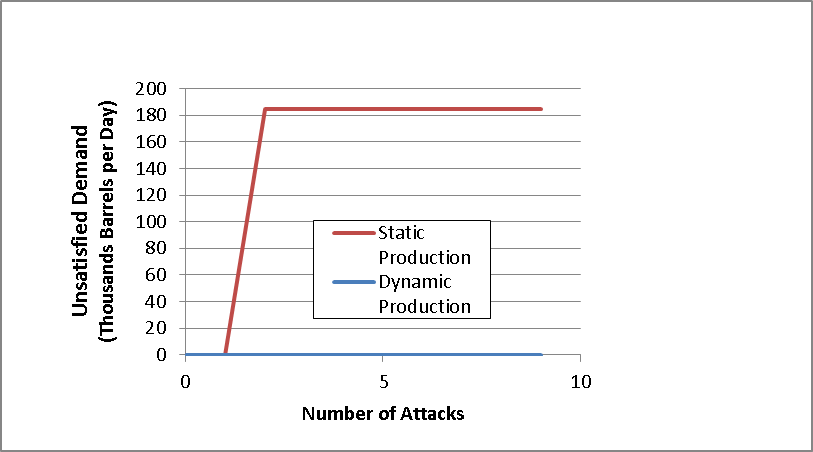 Unsatisfied Demand
(Thousands Barrels per Day)
200
180
160
140
120
100
80
60
40
20
0
Static
Production
Dynamic
Production
0 5 10
Number of Attacks